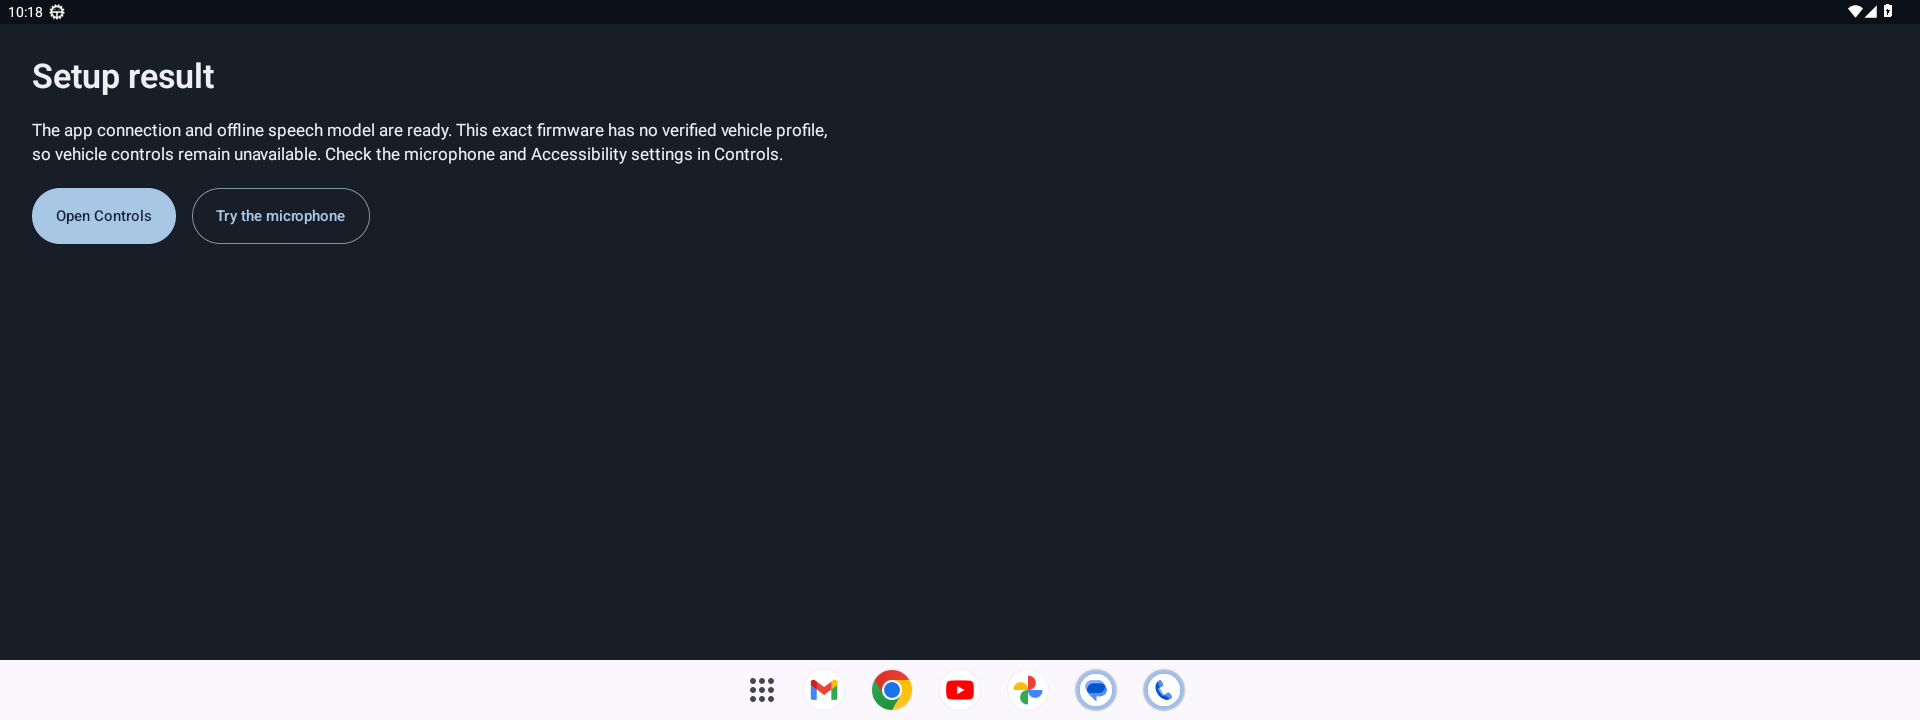 10:18
Setup result
The app connection and offline speech model are ready. This exact firmware has no verified vehicle profile,
so vehicle controls remain unavailable. Check the microphone and Accessibility settings in Controls.
Open Controls
Try the microphone